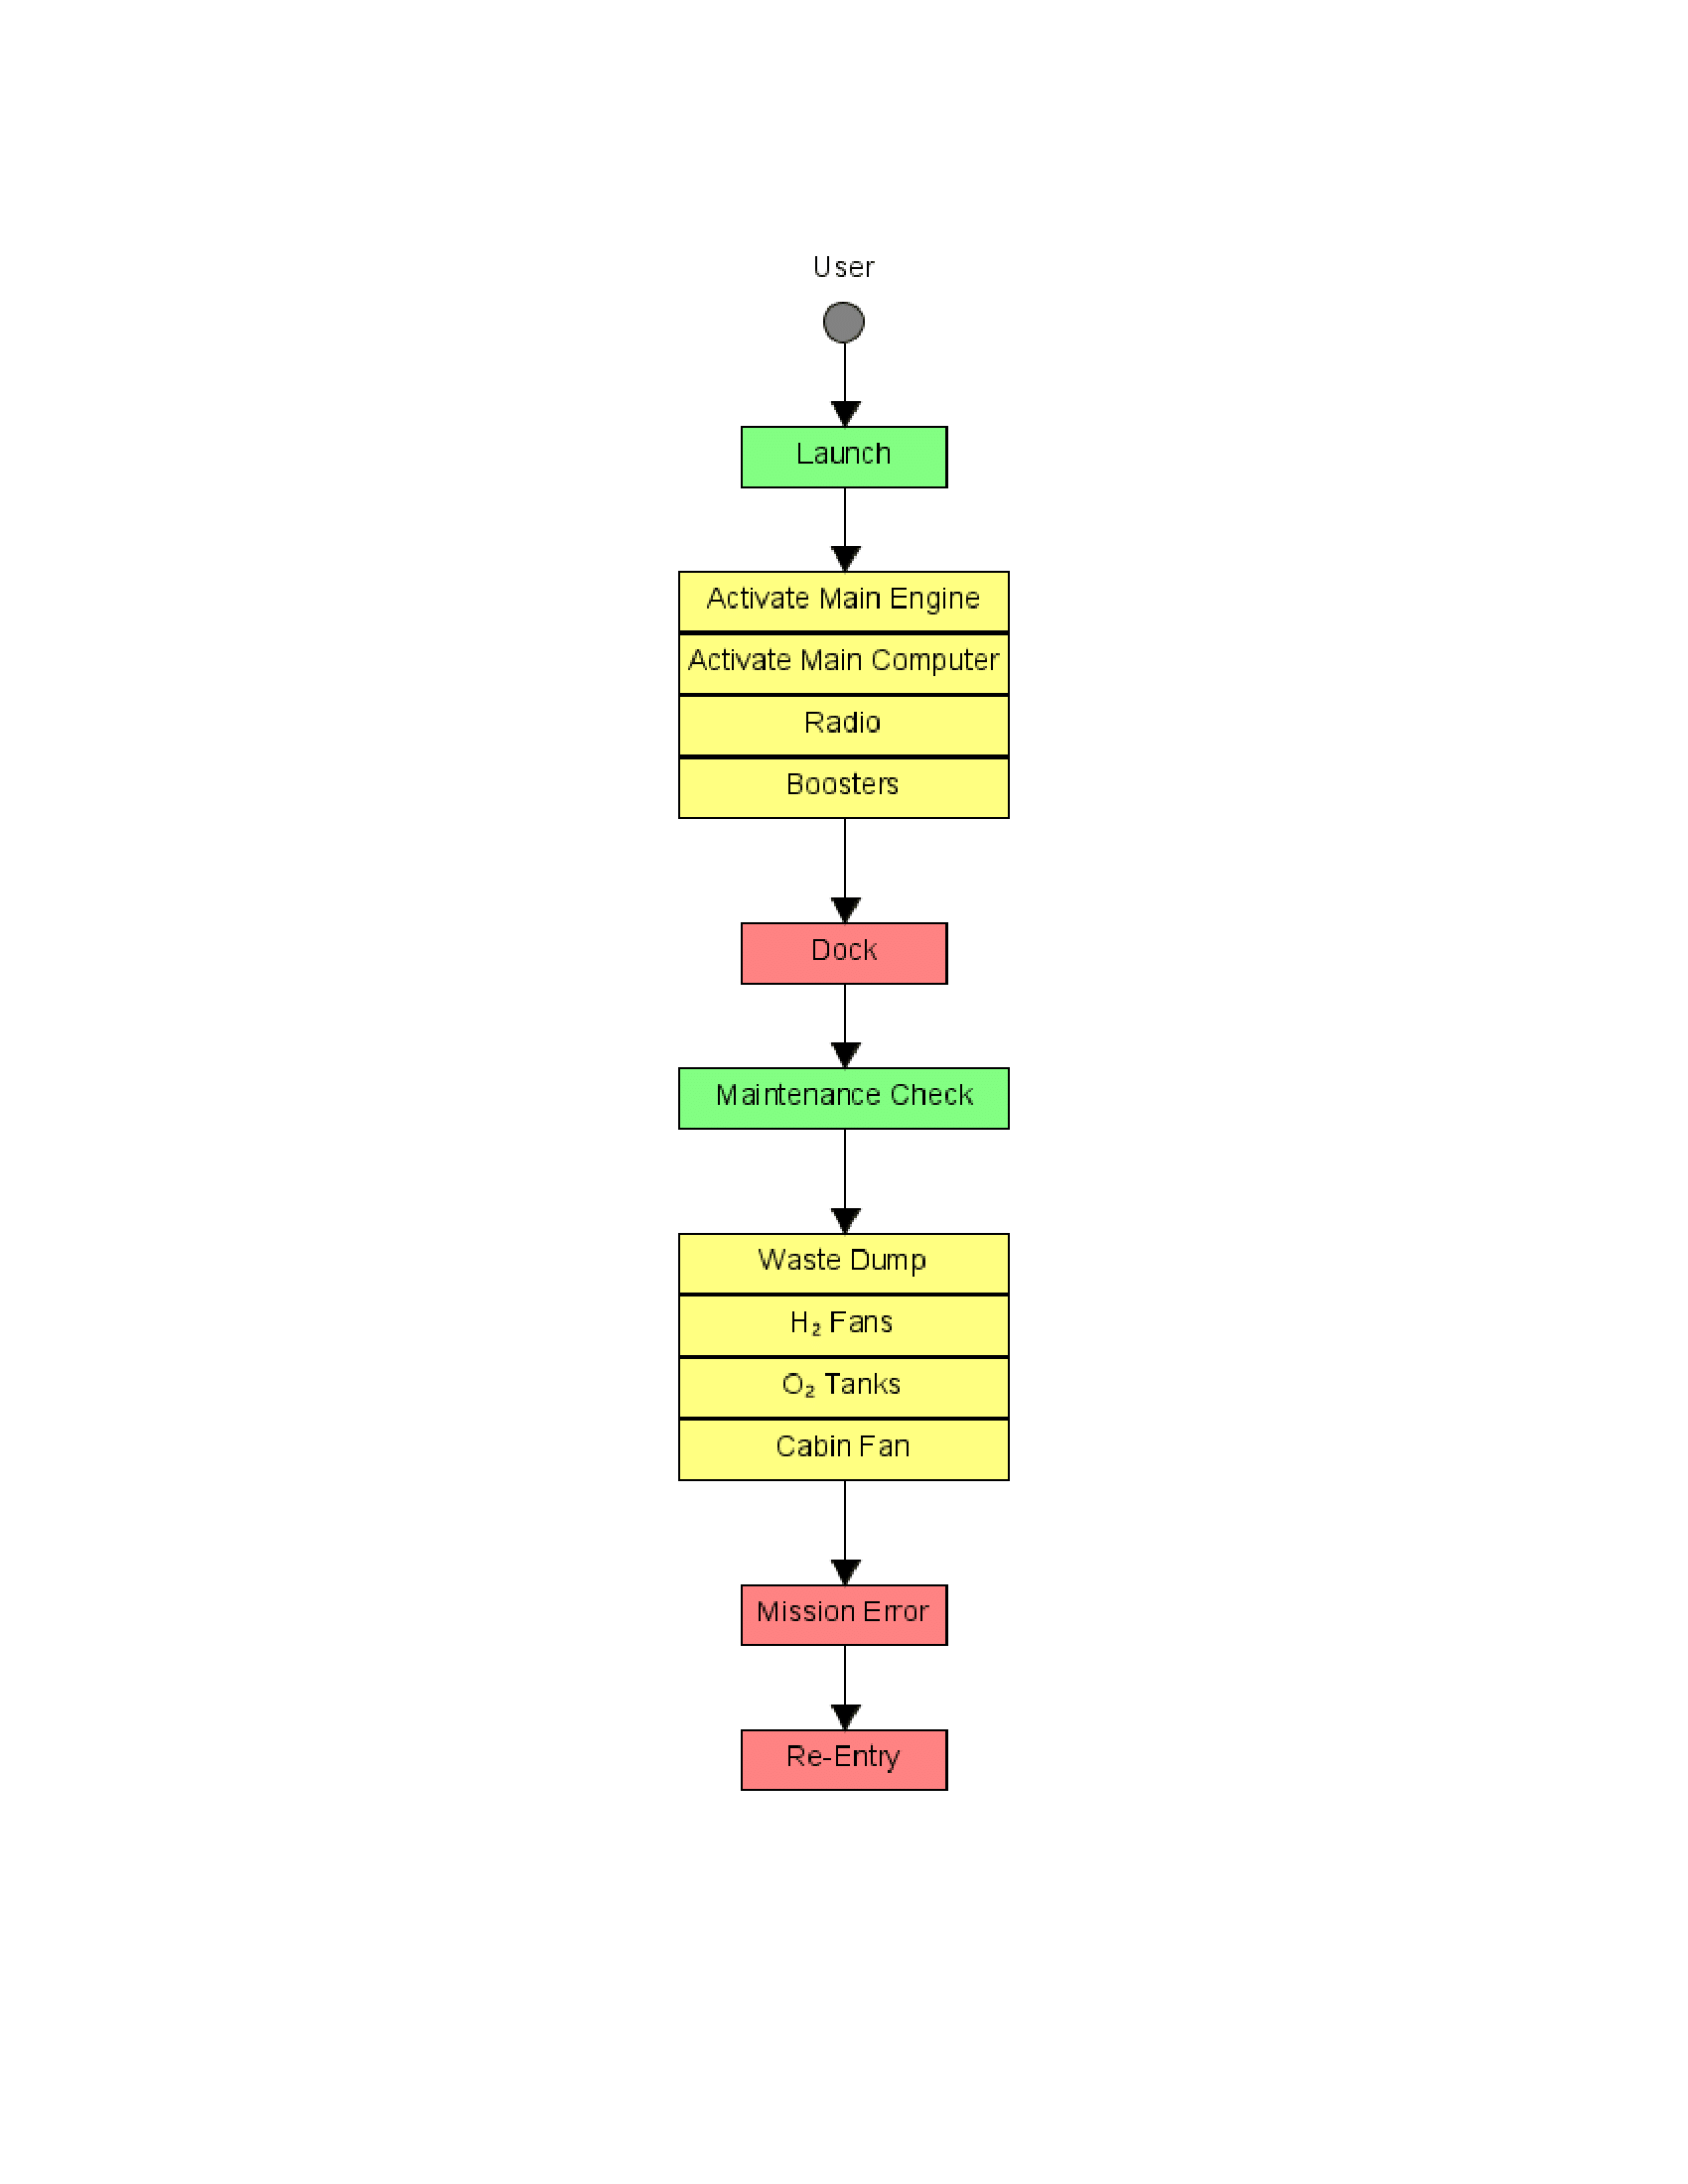 User
Launch
Activate Main Engine
Activate Main Computer
Radio
Boosters
Dock
Maintenance Check
Waste Dump
H₂ Fans
O₂ Tanks
Cabin Fan
Mission Error
Re-Entry